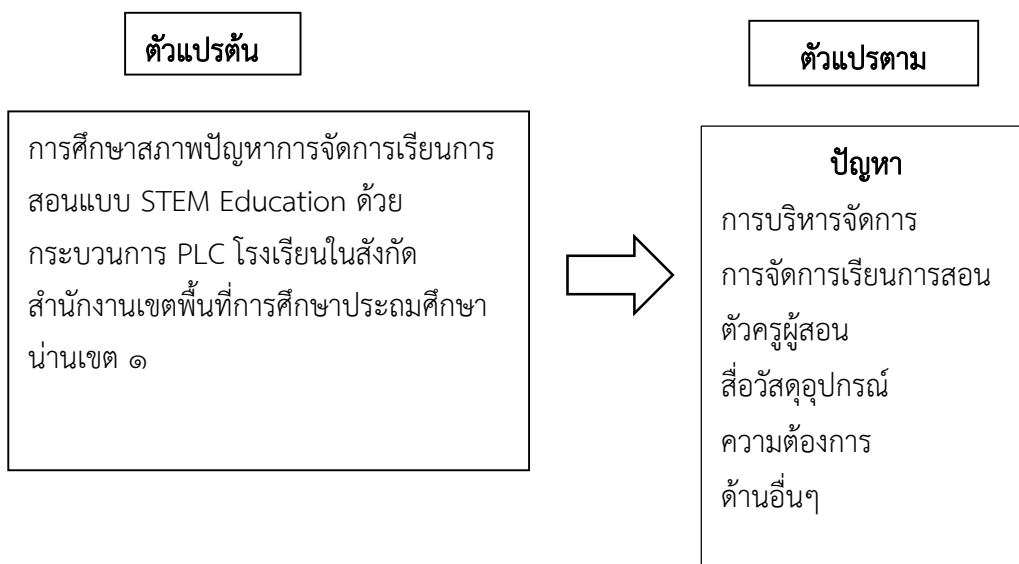 ตัวแปรต้น
ตัวแปรตาม
การศึกษาสภาพปัญหาการจัดการเรียนการ
สอนแบบ STEM Education ด้วย
กระบวนการ PLC โรงเรียนในสังกัด
สำนักงานเขตพื้นที่การศึกษาประถมศึกษา
น่านเขต ๑
ปัญหา
การบริหารจัดการ
การจัดการเรียนการสอน
ตัวครูผู้สอน
สื่อวัสดุอุปกรณ์
ความต้องการ
ด้านอื่นๆ